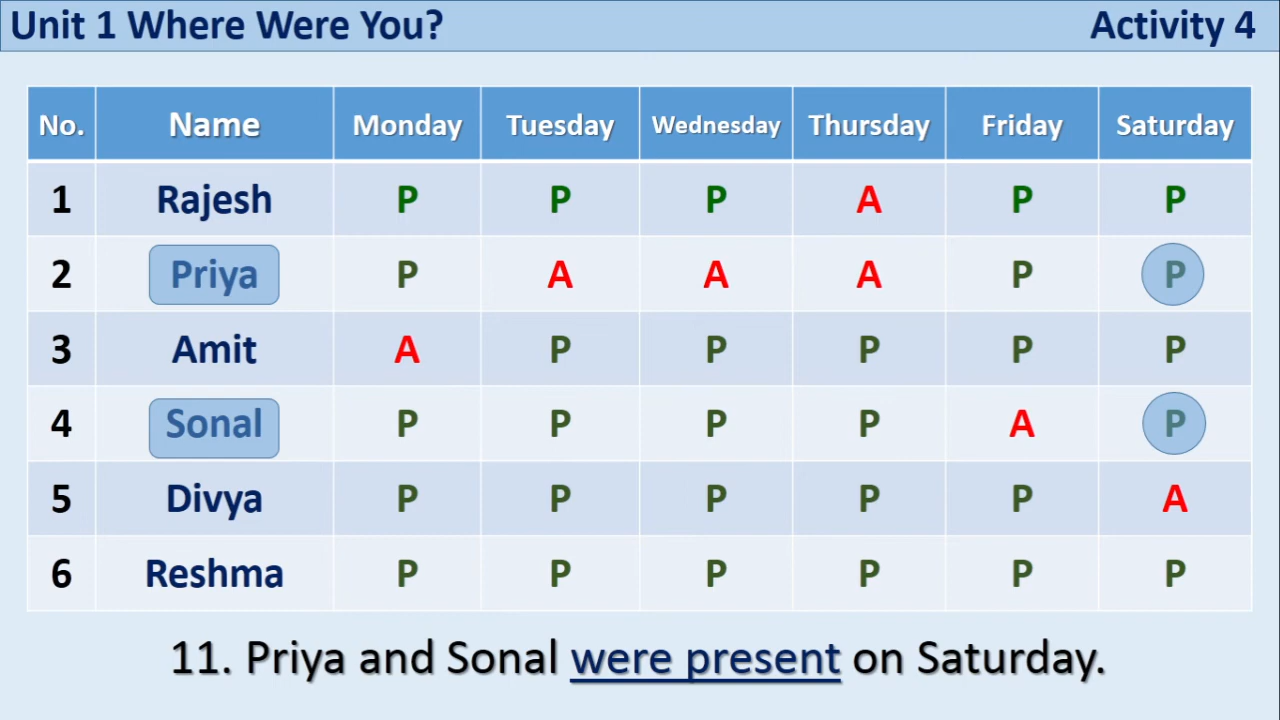 Unit 1 Where Were You? Activity 4
No. Name Monday Tuesday Wednesday Thursday Friday Saturday
1 Rajesh P P P A P P
2 Priya P A A A P P
3 Amit A P P P P P
4 Sonal P P P P A P
5 Divya P P P P P A
6 Reshma P P P P P P
11. Priya and Sonal were present on Saturday.